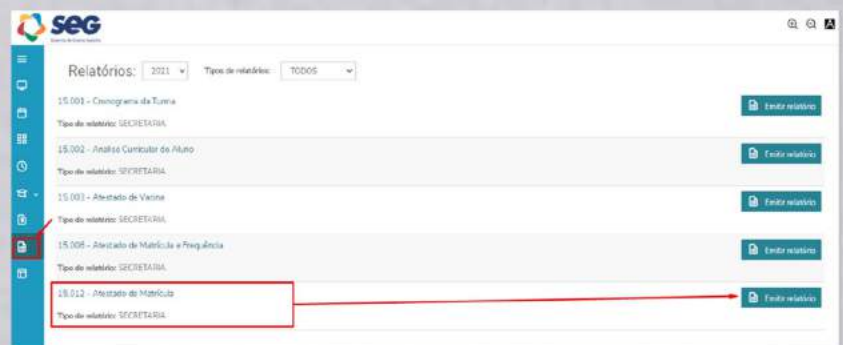 seG
Relatórios: 2021 Tipos de relatórios: TODOS
15.001 - Cronograma da Turma
Tipo de relatório: SECRETARIA
Emitir relatório
15.002 - Análise Curricular do Aluno
Tipo de relatório: SECRETARIA
Emitir relatório
15.003 - Atestado de Vacina
Tipo de relatório: SECRETARIA
Emitir relatório
15.006 - Atestado de Matrícula e Frequência
Tipo de relatório: SECRETARIA
Emitir relatório
15.012 - Atestado de Matrícula
Tipo de relatório: SECRETARIA
Emitir relatório